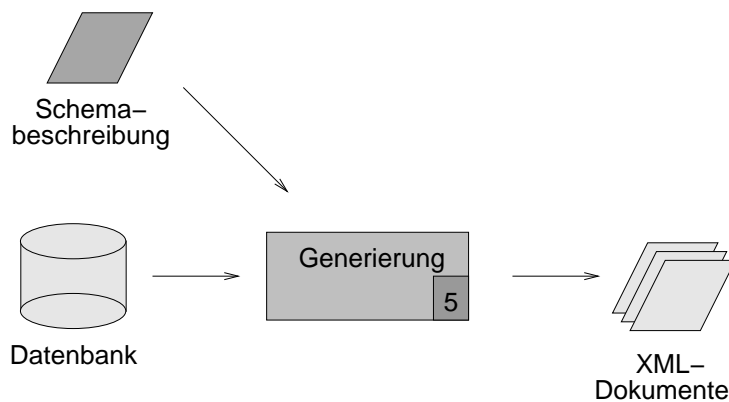 Schema–
beschreibung
Generierung
5
Datenbank
XML–
Dokumente